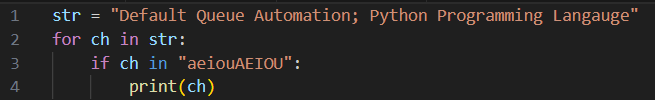 1 str = "Default Queue Automation; Python Programming Langauge"
2 for ch in str:
3     if ch in "aeiouAEIOU":
4         print(ch)